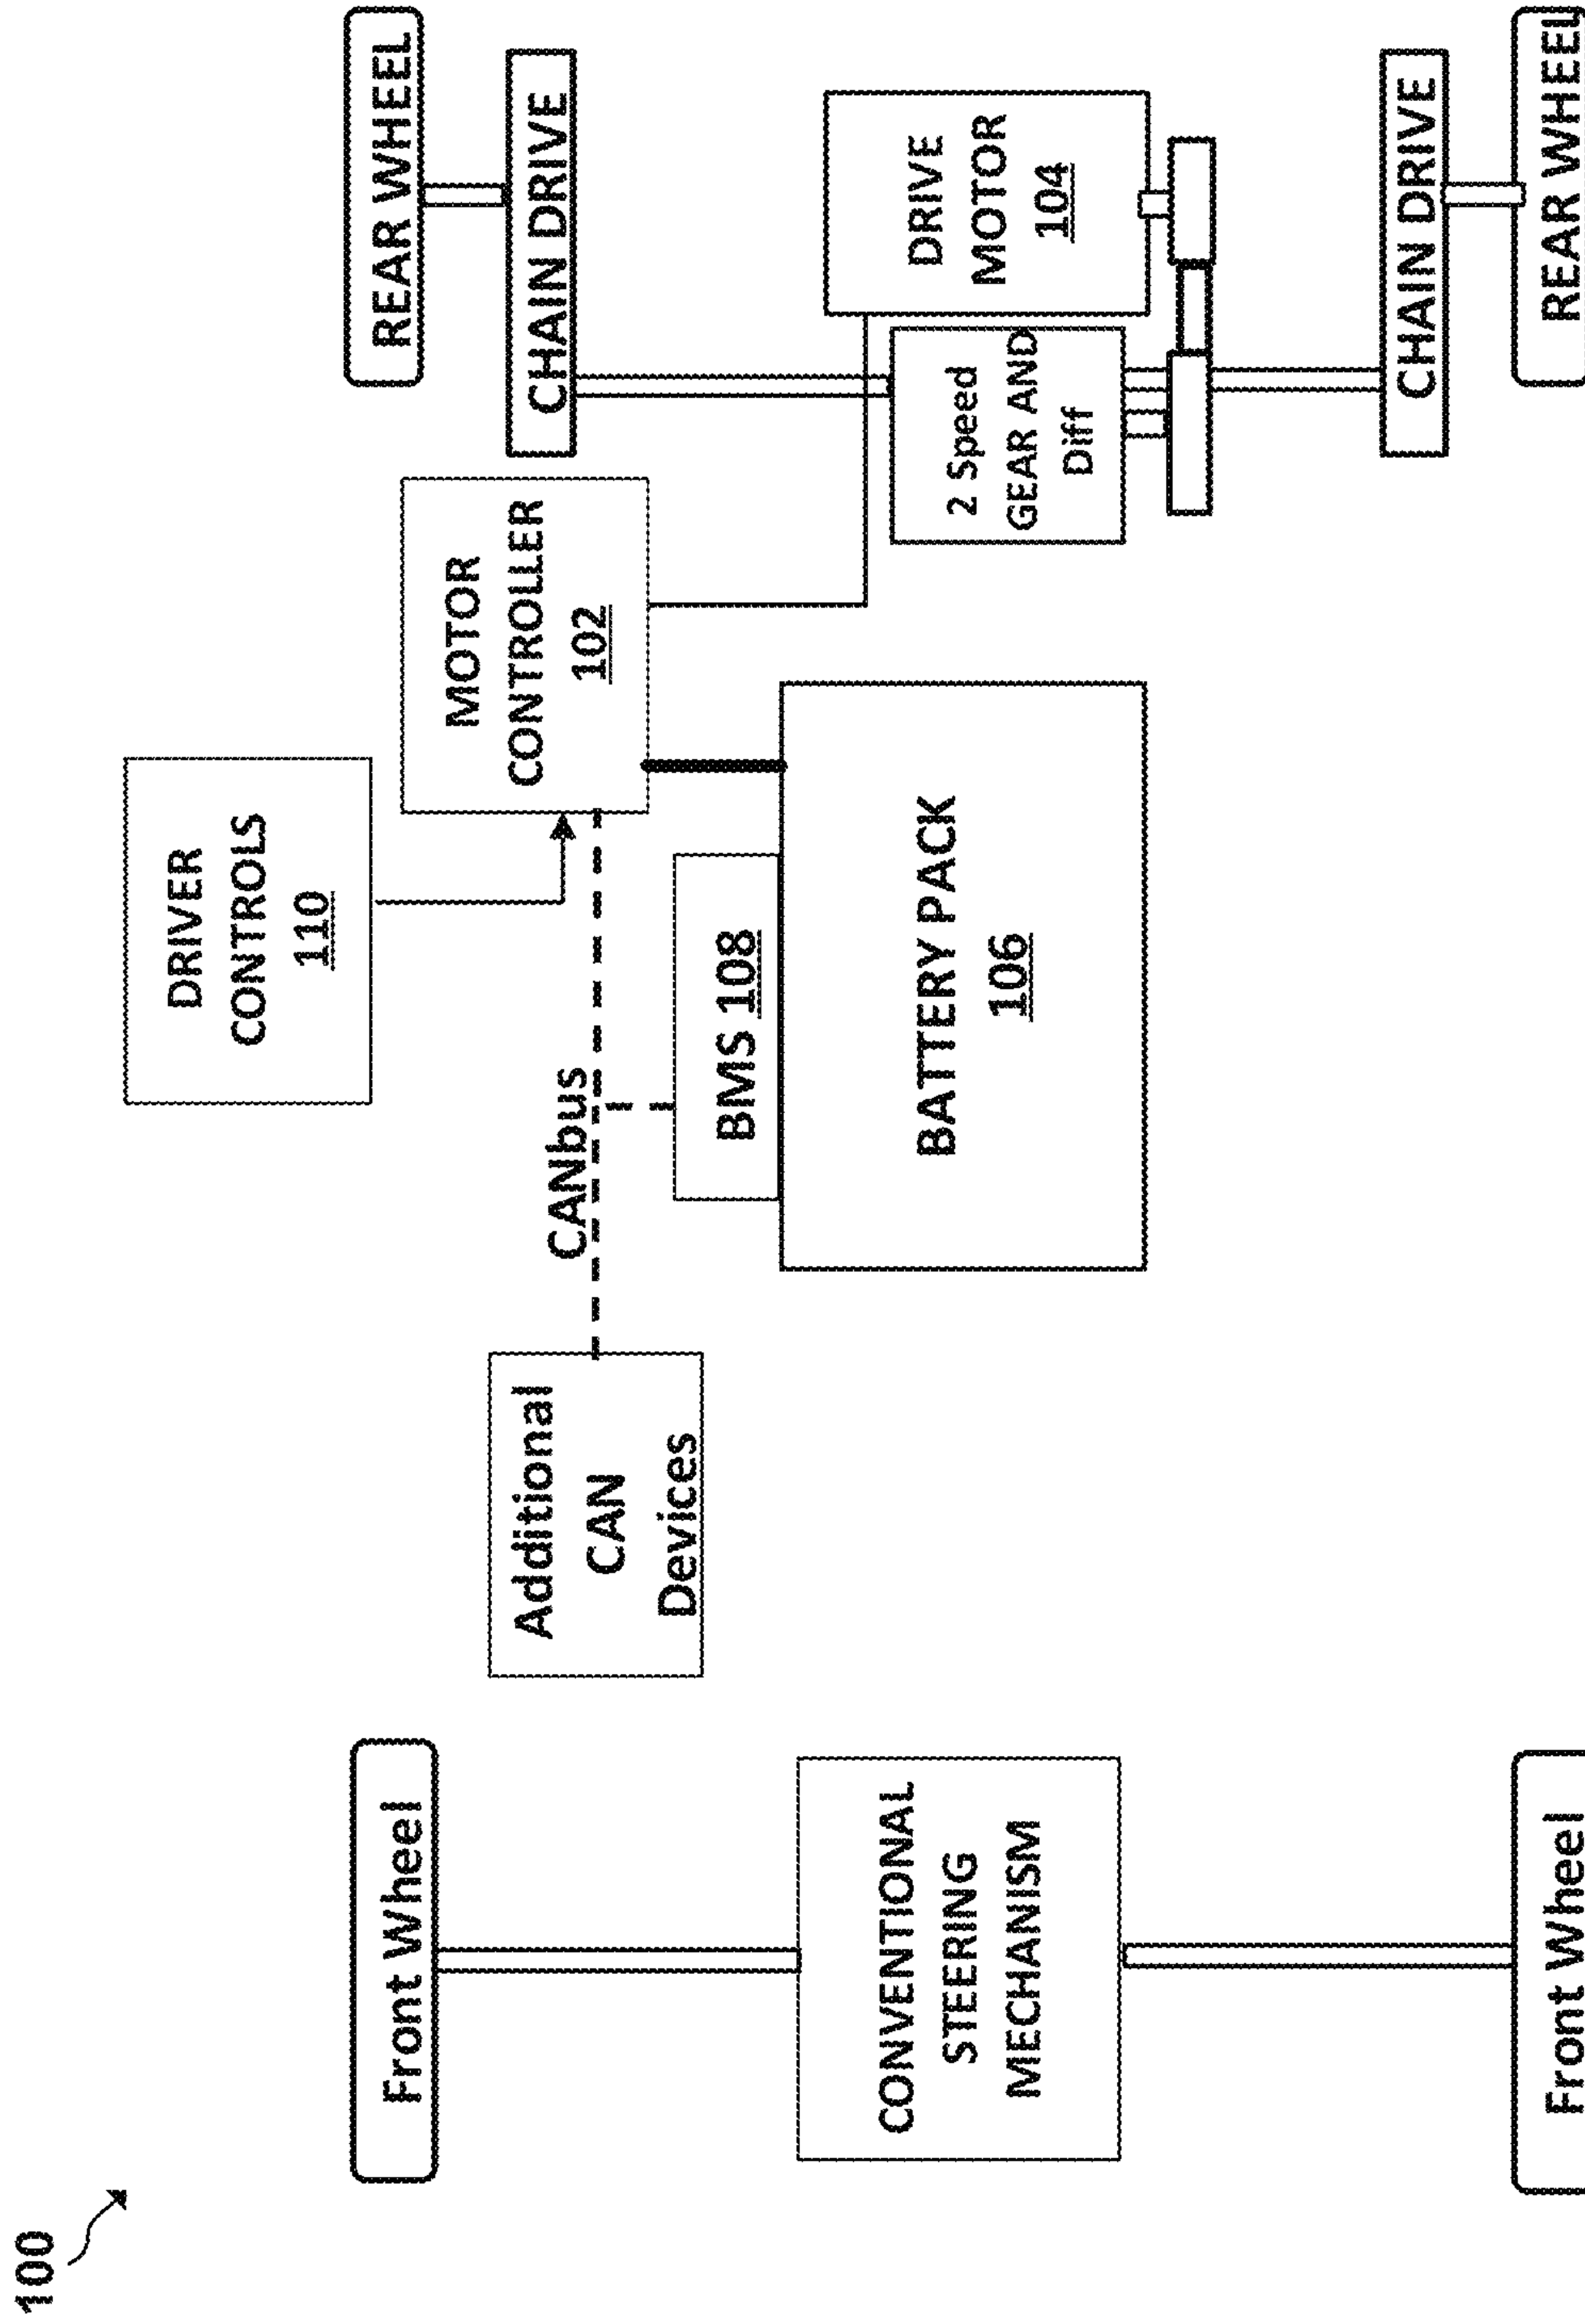 100
Front Wheel
CONVENTIONAL
STEERING
MECHANISM
Front Wheel
Additional
CAN
Devices
CANbus
DRIVER
CONTROLS
110
BMS 108
BATTERY PACK
106
MOTOR
CONTROLLER
102
REAR WHEEL
CHAIN DRIVE
2 Speed
GEAR AND
Diff
DRIVE
MOTOR
104
CHAIN DRIVE
REAR WHEEL